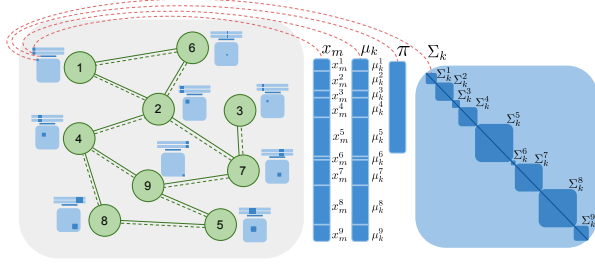 x_m μ_k π Σ_k
6
1
2
3
4
7
9
8
5
x_m^1 μ_k^1 Σ_k^1
x_m^2 μ_k^2 Σ_k^2
x_m^3 μ_k^3 Σ_k^3
x_m^4 μ_k^4 Σ_k^4
x_m^5 μ_k^5 Σ_k^5
x_m^6 μ_k^6 Σ_k^6
x_m^7 μ_k^7 Σ_k^7
x_m^8 μ_k^8 Σ_k^8
x_m^9 μ_k^9 Σ_k^9